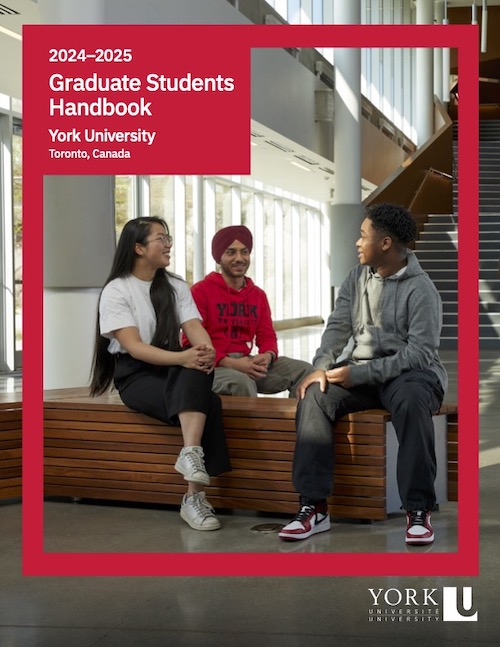 2024–2025
Graduate Students
Handbook
York University
Toronto, Canada
YORK
YORK
UNIVERSITÉ
UNIVERSITY
U